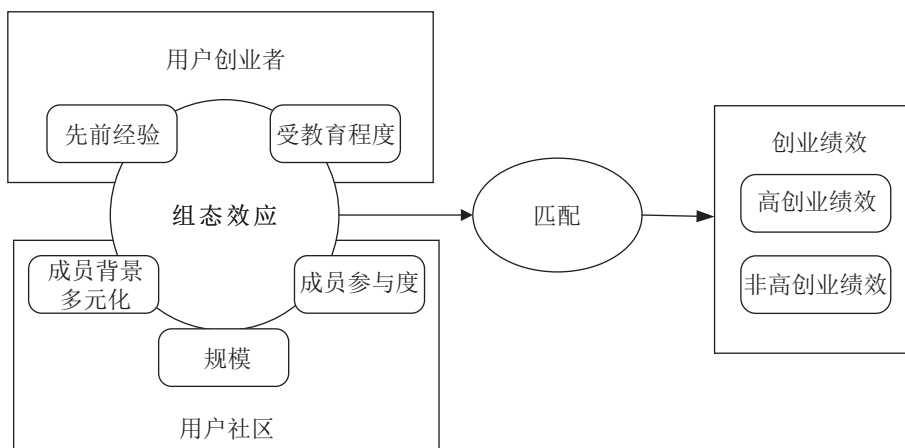 用户创业者
先前经验
受教育程度
组态效应
成员背景
多元化
成员参与度
规模
用户社区
匹配
创业绩效
高创业绩效
非高创业绩效